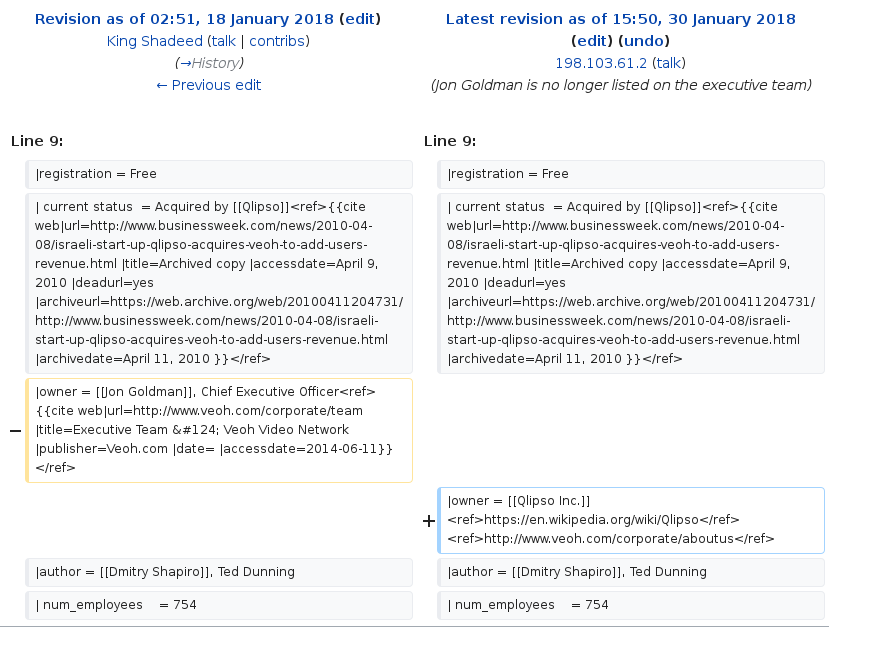 Revision as of 02:51, 18 January 2018 (edit)
King Shadeed (talk | contribs)
(→History)
← Previous edit
Latest revision as of 15:50, 30 January 2018
(edit) (undo)
198.103.61.2 (talk)
(Jon Goldman is no longer listed on the executive team)
Line 9:
Line 9:
|registration = Free
|registration = Free
| current status  = Acquired by [[Qlipso]]<ref>{{cite
web|url=http://www.businessweek.com/news/2010-04-
08/israeli-start-up-qlipso-acquires-veoh-to-add-users-
revenue.html |title=Archived copy |accessdate=April 9,
2010 |deadurl=yes
|archiveurl=https://web.archive.org/web/20100411204731/
http://www.businessweek.com/news/2010-04-08/israeli-
start-up-qlipso-acquires-veoh-to-add-users-revenue.html
|archivedate=April 11, 2010 }}</ref>
| current status  = Acquired by [[Qlipso]]<ref>{{cite
web|url=http://www.businessweek.com/news/2010-04-
08/israeli-start-up-qlipso-acquires-veoh-to-add-users-
revenue.html |title=Archived copy |accessdate=April 9,
2010 |deadurl=yes
|archiveurl=https://web.archive.org/web/20100411204731/
http://www.businessweek.com/news/2010-04-08/israeli-
start-up-qlipso-acquires-veoh-to-add-users-revenue.html
|archivedate=April 11, 2010 }}</ref>
− |owner = [[Jon Goldman]], Chief Executive Officer<ref>
{{cite web|url=http://www.veoh.com/corporate/team
|title=Executive Team &#124; Veoh Video Network
|publisher=Veoh.com |date= |accessdate=2014-06-11}}
</ref>
+ |owner = [[Qlipso Inc.]]
<ref>https://en.wikipedia.org/wiki/Qlipso</ref>
<ref>http://www.veoh.com/corporate/aboutus</ref>
|author = [[Dmitry Shapiro]], Ted Dunning
|author = [[Dmitry Shapiro]], Ted Dunning
| num_employees    = 754
| num_employees    = 754